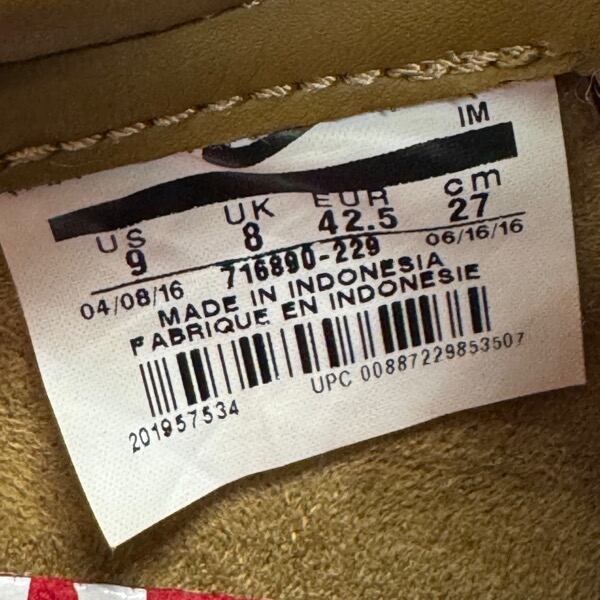 IM
US UK EUR cm
9 8 42.5 27
04/08/16 716890-229 06/16/16
MADE IN INDONESIA
FABRIQUE EN INDONESIE
201957534 UPC 00887229853507